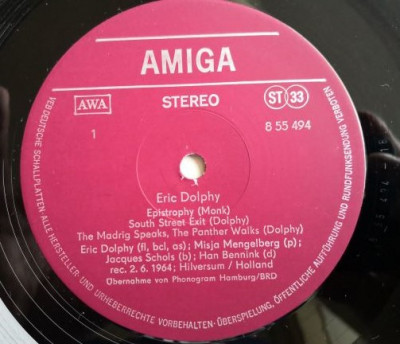 AMIGA
AWA
STEREO
ST 33
1
8 55 494
Eric Dolphy
Epistrophy (Monk)
South Street Exit (Dolphy)
The Madrig Speaks, The Panther Walks (Dolphy)
Eric Dolphy (fl, bcl, as); Misja Mengelberg (p);
Jacques Schols (b); Han Bennink (d)
rec. 2. 6. 1964; Hilversum / Holland
Übernahme von Phonogram Hamburg/BRD
VEB DEUTSCHE SCHALLPLATTEN ALLE HERSTELLER- UND URHEBERRECHTE VORBEHALTEN-ÜBERSPIELUNG, ÖFFENTLICHE AUFFÜHRUNG UND RUNDFUNKSENDUNG VERBOTEN